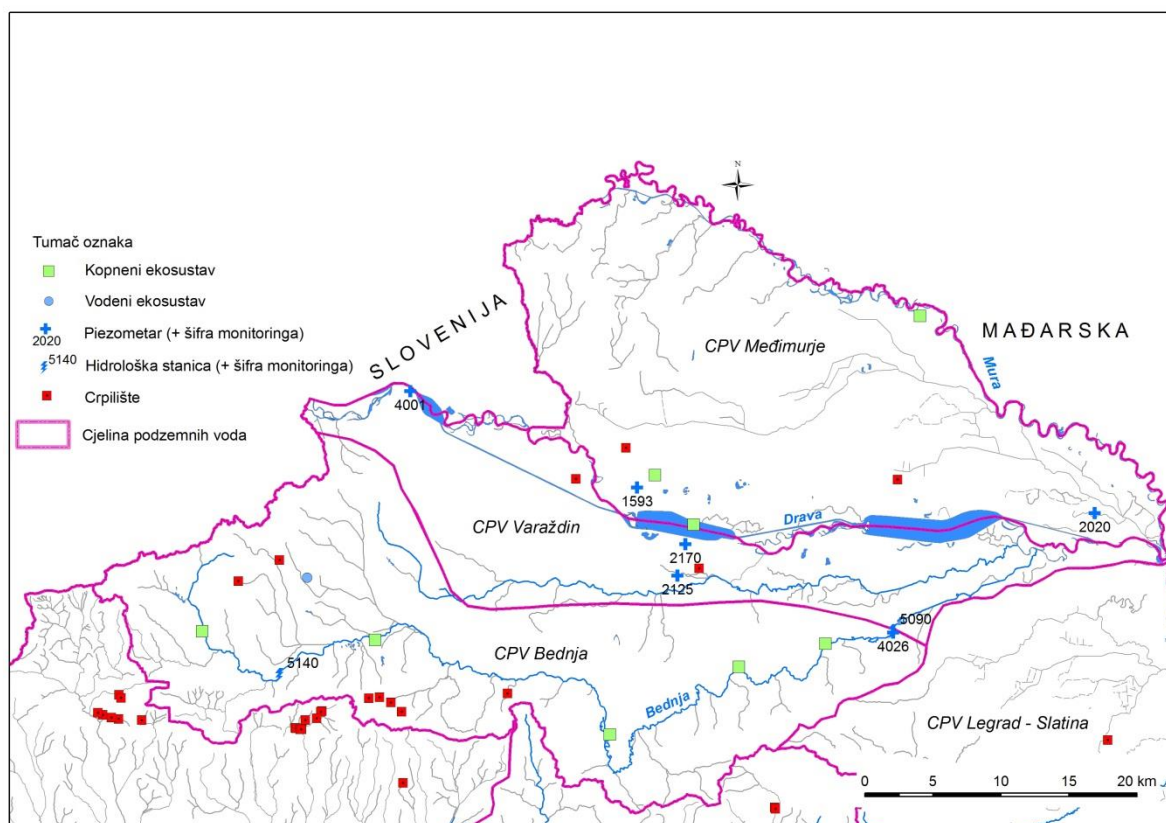 N
Tumač oznaka
Kopneni ekosustav
Vodeni ekosustav
2020 Piezometar (+ šifra monitoringa)
5140 Hidrološka stanica (+ šifra monitoringa)
Crpilište
Cjelina podzemnih voda
SLOVENIJA
MAĐARSKA
CPV Međimurje
Mura
4001
1593
CPV Varaždin
Drava
2020
2170
2125
5090
4026
CPV Bednja
5140
Bednja
CPV Legrad - Slatina
0 5 10 15 20 km